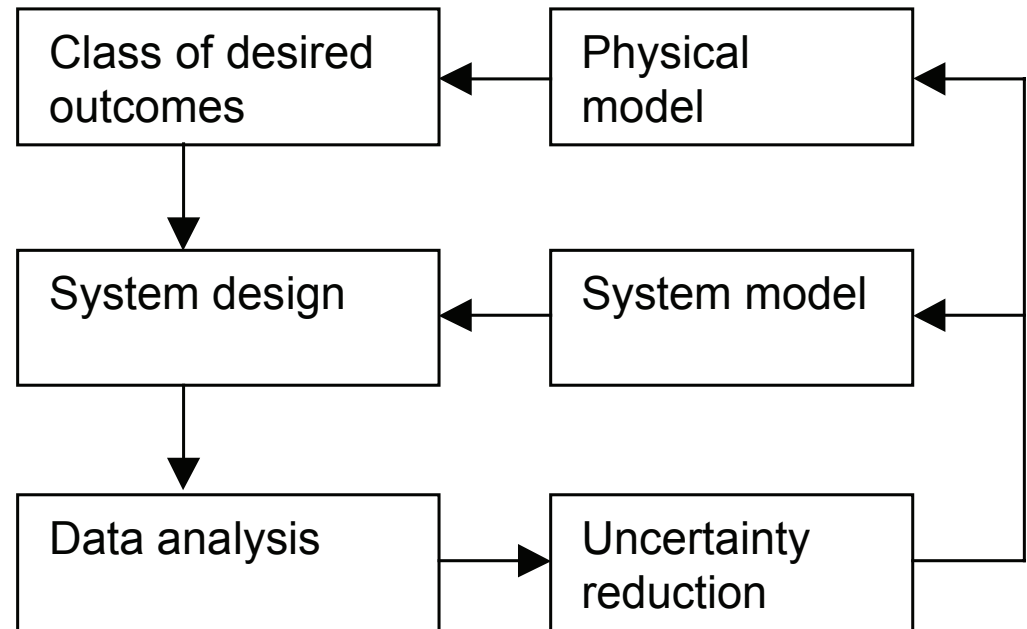 Class of desired
outcomes
Physical
model
System design
System model
Data analysis
Uncertainty
reduction